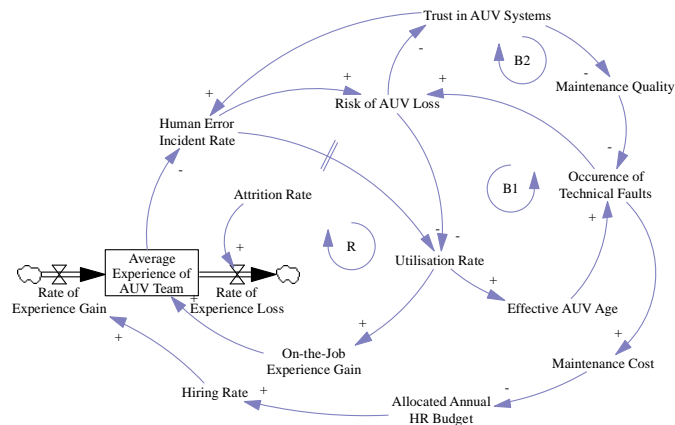 Trust in AUV Systems
-
B2
+
+
-
+
Maintenance Quality
Risk of AUV Loss
Human Error
Incident Rate
-
-
Occurence of
Technical Faults
Attrition Rate
B1
+
R
-
-
Utilisation Rate
+
Average
Experience of
AUV Team
+
Rate of
Experience Gain
+
Rate of
Experience Loss
Effective AUV Age
+
+
+
On-the-Job
Experience Gain
Maintenance Cost
-
Hiring Rate
+
Allocated Annual
HR Budget